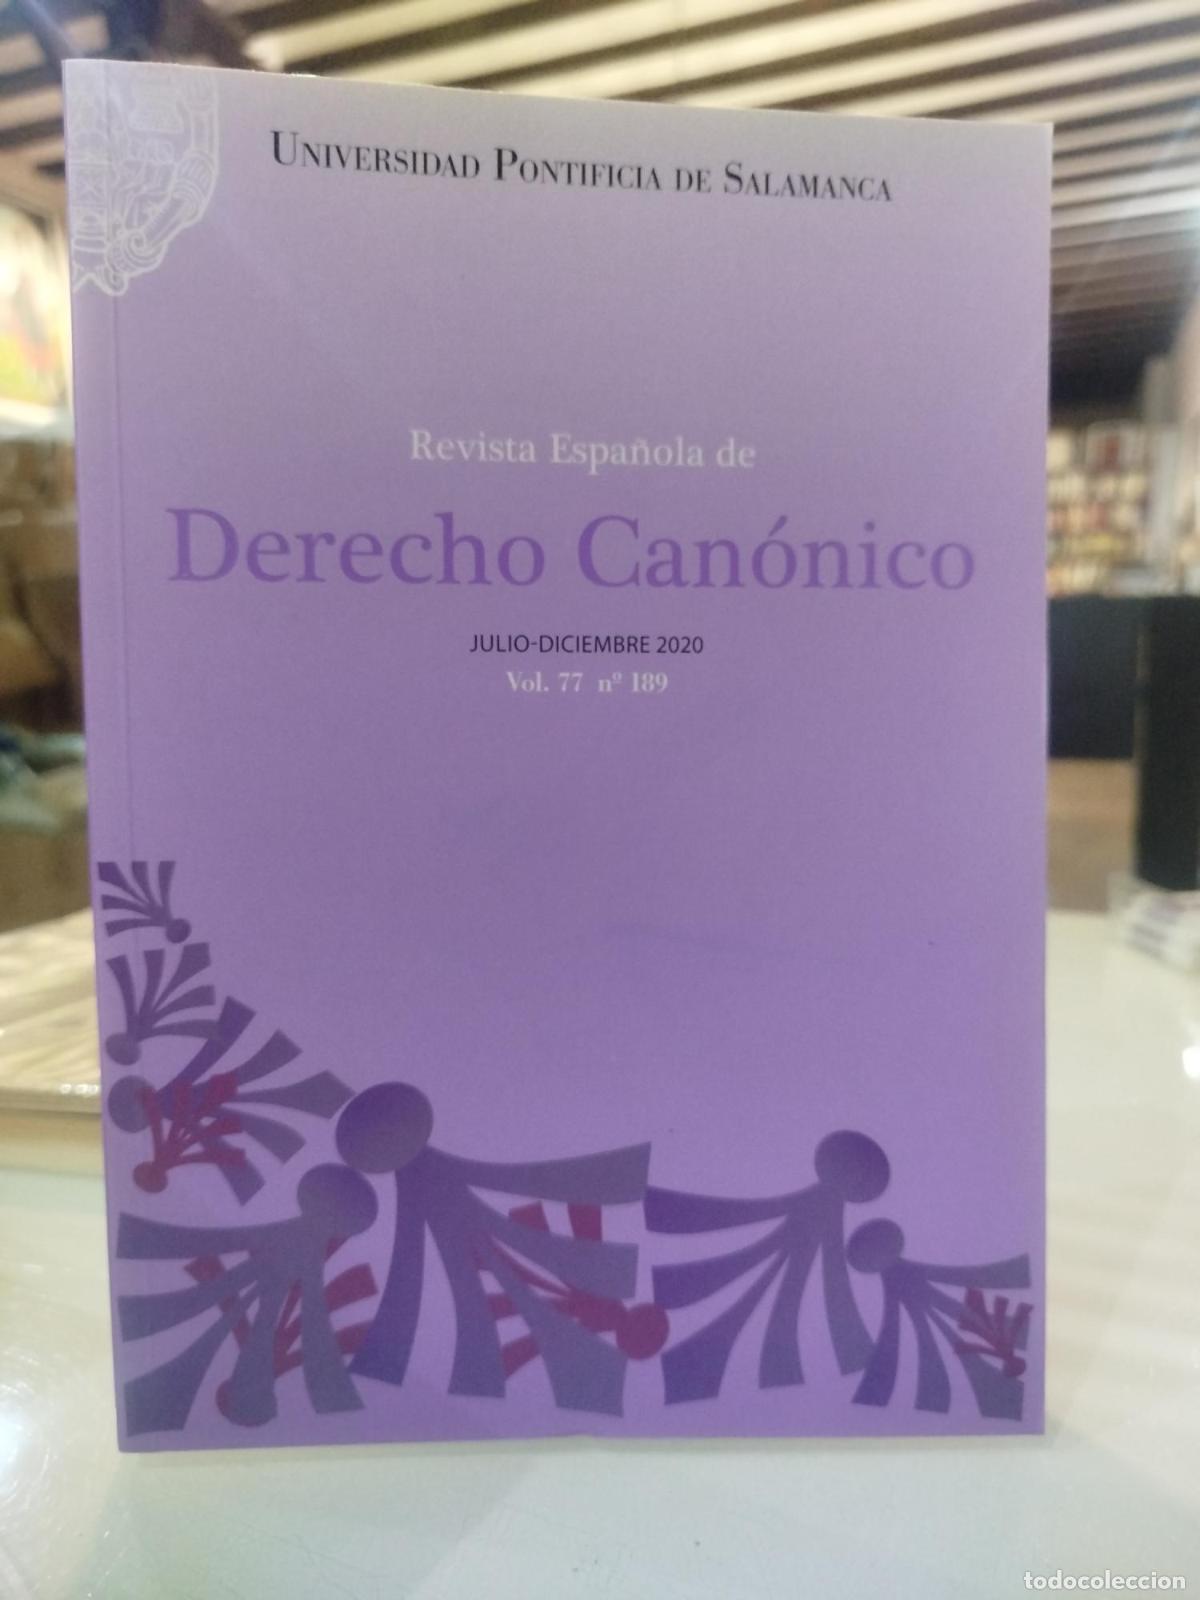 Universidad Pontificia de Salamanca
Revista Española de
Derecho Canónico
JULIO-DICIEMBRE 2020
Vol. 77 nº 189
todocoleccion